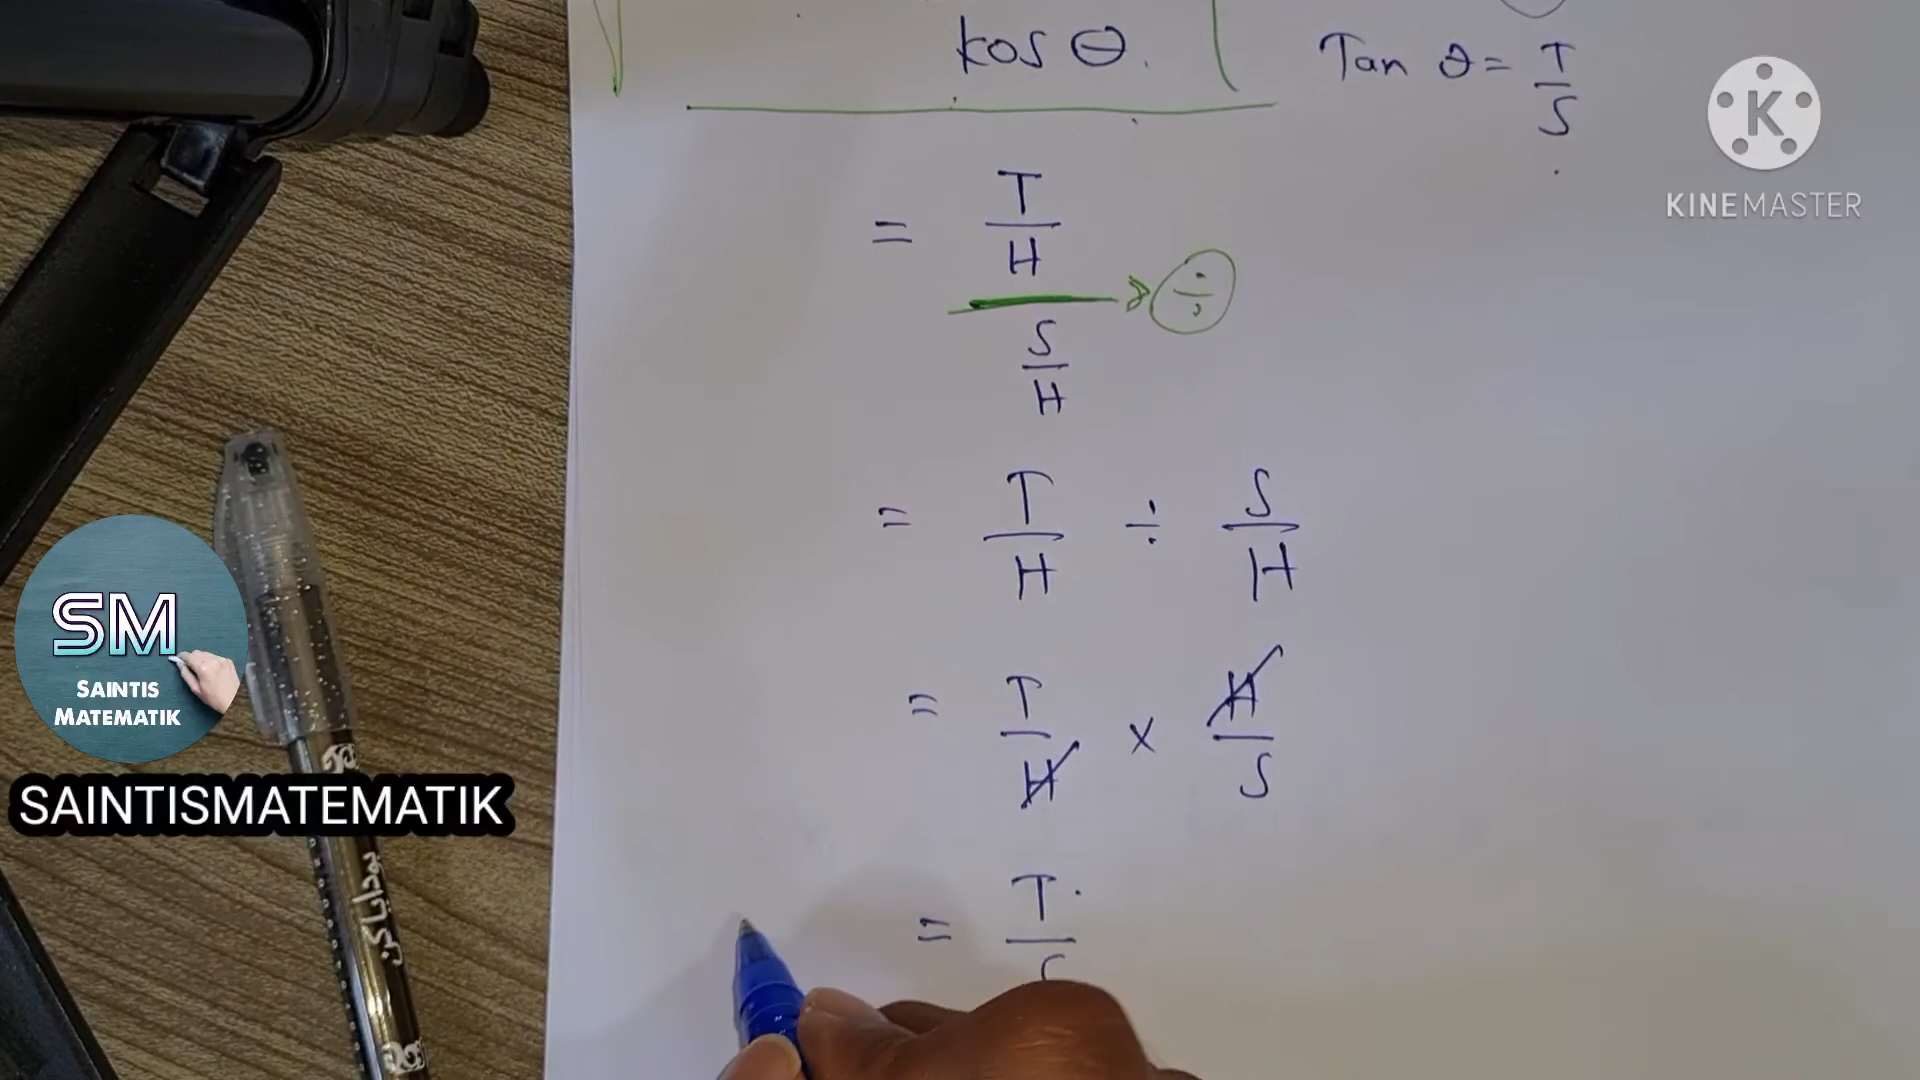 kos θ.
Tan θ = T/S
= T/H
÷
S/H
= T/H ÷ S/H
= T/H × H/S
= T/S
K
KINEMASTER
SM
SAINTIS
MATEMATIK
SAINTISMATEMATIK